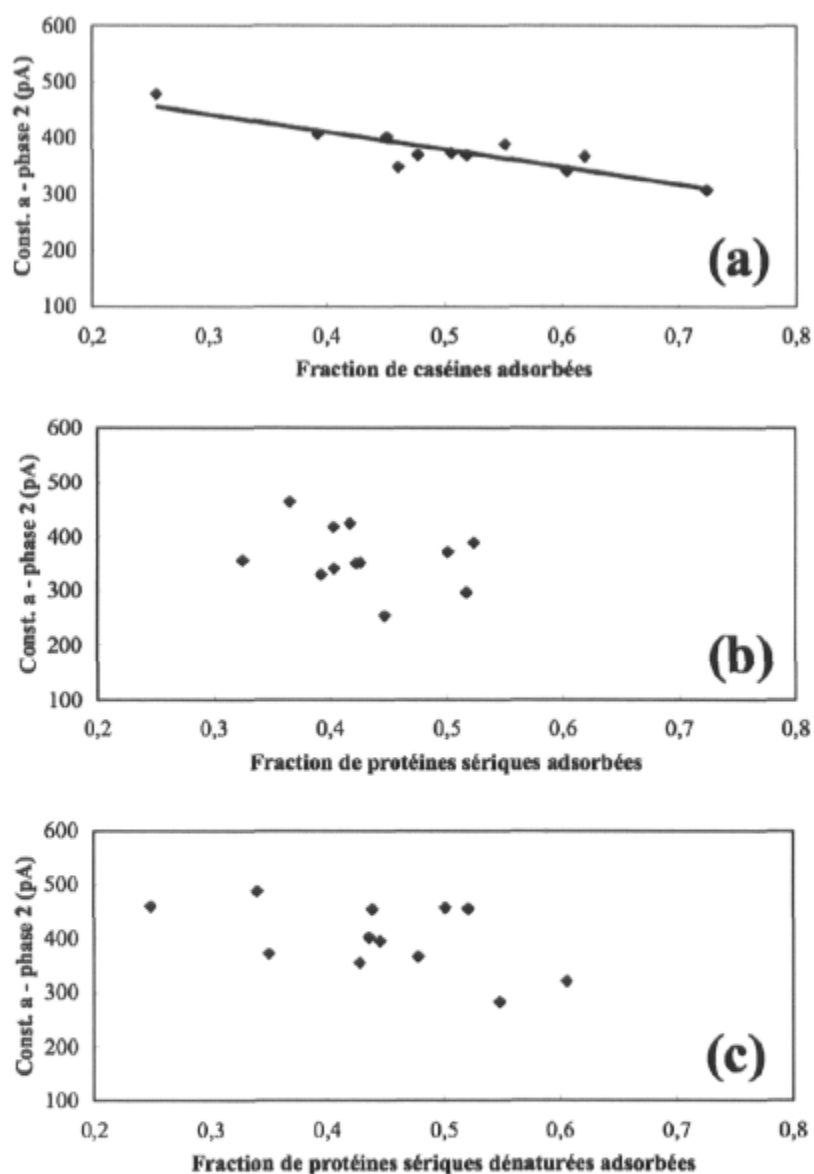 600
500
400
300
200
100
Const. a - phase 2 (pA)
(a)
0,2 0,3 0,4 0,5 0,6 0,7 0,8
Fraction de caséines adsorbées
600
500
400
300
200
100
Const. a - phase 2 (pA)
(b)
0,2 0,3 0,4 0,5 0,6 0,7 0,8
Fraction de protéines sériques adsorbées
600
500
400
300
200
100
Const. a - phase 2 (pA)
(c)
0,2 0,3 0,4 0,5 0,6 0,7 0,8
Fraction de protéines sériques dénaturées adsorbées